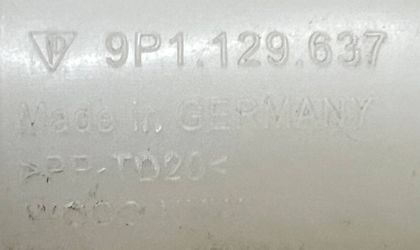 9P1.129.637
Made in GERMANY
>PP-TD20<